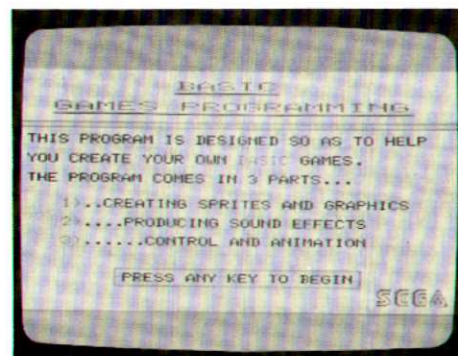 BASIC
GAMES PROGRAMMING
THIS PROGRAM IS DESIGNED SO AS TO HELP
YOU CREATE YOUR OWN BASIC GAMES.
THE PROGRAM COMES IN 3 PARTS...
1)..CREATING SPRITES AND GRAPHICS
2)....PRODUCING SOUND EFFECTS
3)......CONTROL AND ANIMATION
PRESS ANY KEY TO BEGIN
SEGA